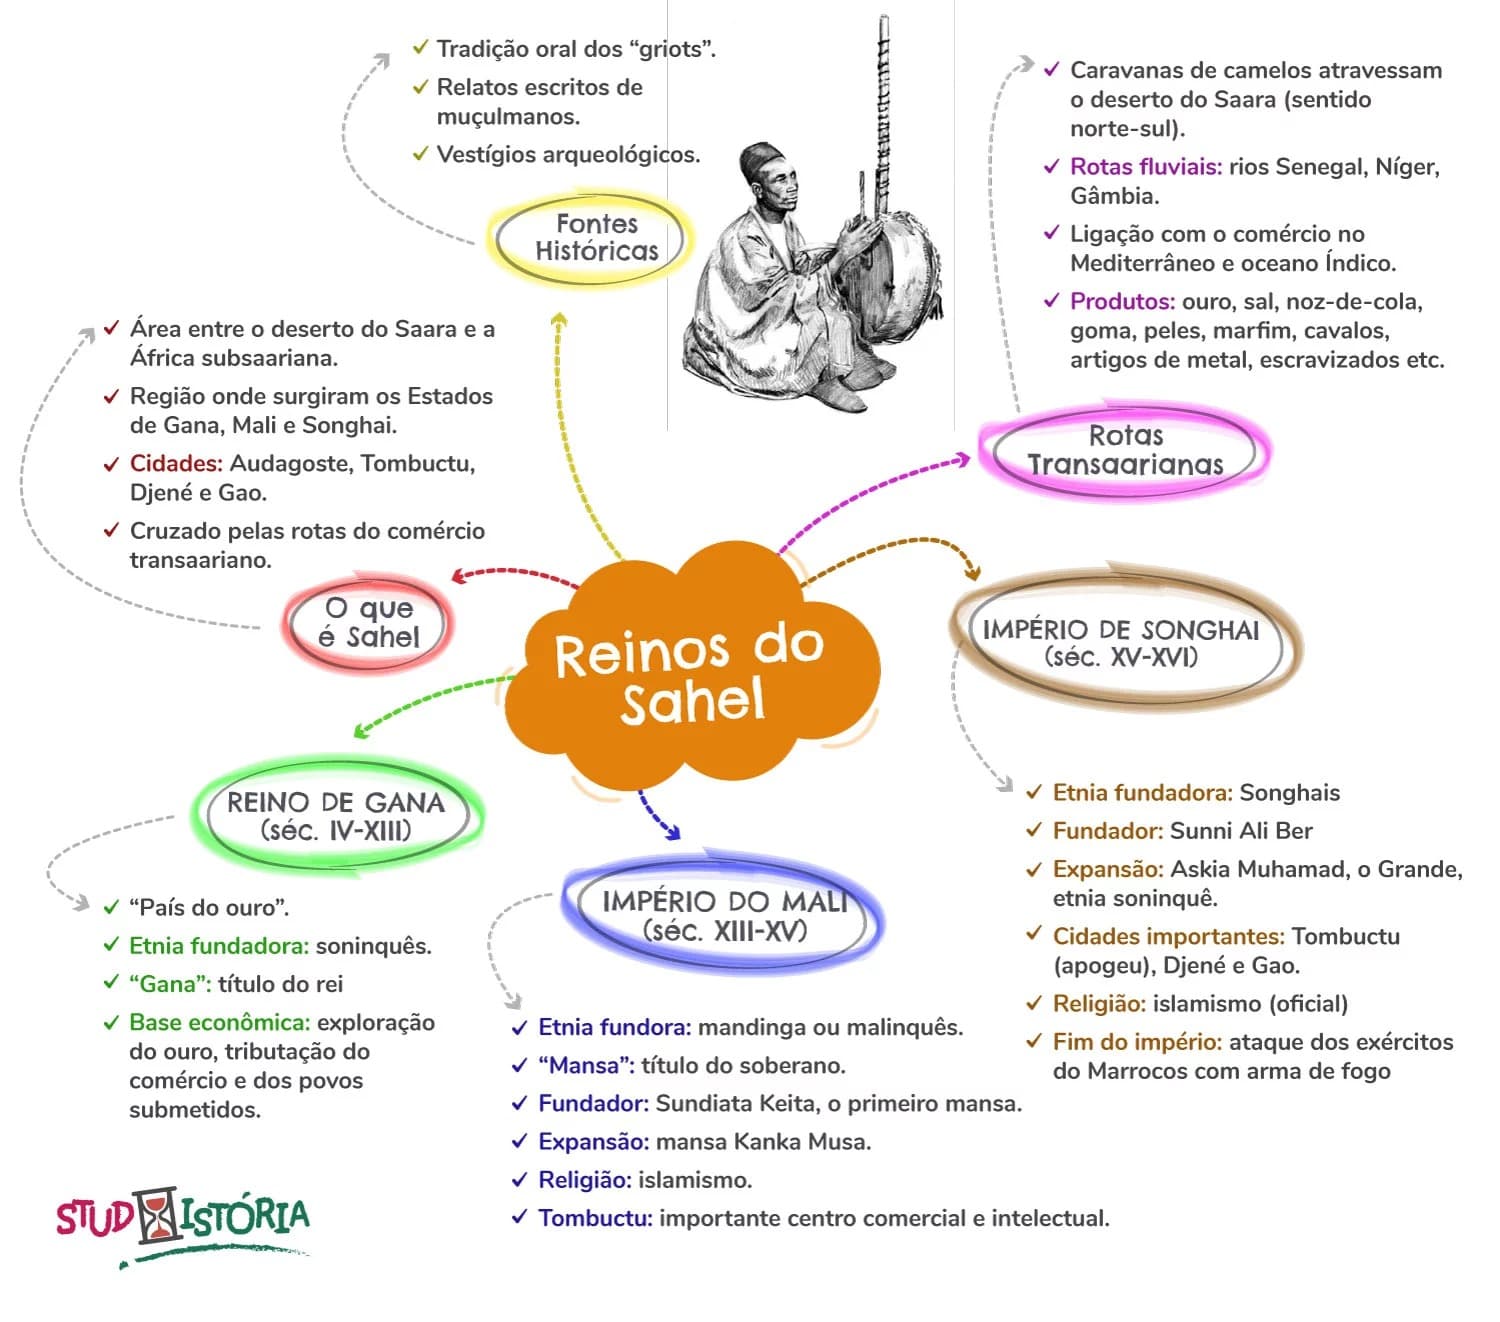 ✓ Tradição oral dos “griots”.
✓ Relatos escritos de
muçulmanos.
✓ Vestígios arqueológicos.
Fontes
Históricas
✓ Caravanas de camelos atravessam
o deserto do Saara (sentido
norte-sul).
✓ Rotas fluviais: rios Senegal, Níger,
Gâmbia.
✓ Ligação com o comércio no
Mediterrâneo e oceano Índico.
✓ Produtos: ouro, sal, noz-de-cola,
goma, peles, marfim, cavalos,
artigos de metal, escravizados etc.
Rotas
Transaarianas
✓ Área entre o deserto do Saara e a
África subsaariana.
✓ Região onde surgiram os Estados
de Gana, Mali e Songhai.
✓ Cidades: Audagoste, Tombuctu,
Djené e Gao.
✓ Cruzado pelas rotas do comércio
transaariano.
O que
é Sahel
Reinos do
Sahel
IMPÉRIO DE SONGHAI
(séc. XV-XVI)
✓ Etnia fundadora: Songhais
✓ Fundador: Sunni Ali Ber
✓ Expansão: Askia Muhamad, o Grande,
etnia soninquê.
✓ Cidades importantes: Tombuctu
(apogeu), Djené e Gao.
✓ Religião: islamismo (oficial)
✓ Fim do império: ataque dos exércitos
do Marrocos com arma de fogo
REINO DE GANA
(séc. IV-XIII)
✓ “País do ouro”.
✓ Etnia fundadora: soninquês.
✓ “Gana”: título do rei
✓ Base econômica: exploração
do ouro, tributação do
comércio e dos povos
submetidos.
IMPÉRIO DO MALI
(séc. XIII-XV)
✓ Etnia fundora: mandinga ou malinquês.
✓ “Mansa”: título do soberano.
✓ Fundador: Sundiata Keita, o primeiro mansa.
✓ Expansão: mansa Kanka Musa.
✓ Religião: islamismo.
✓ Tombuctu: importante centro comercial e intelectual.
STUDHISTÓRIA